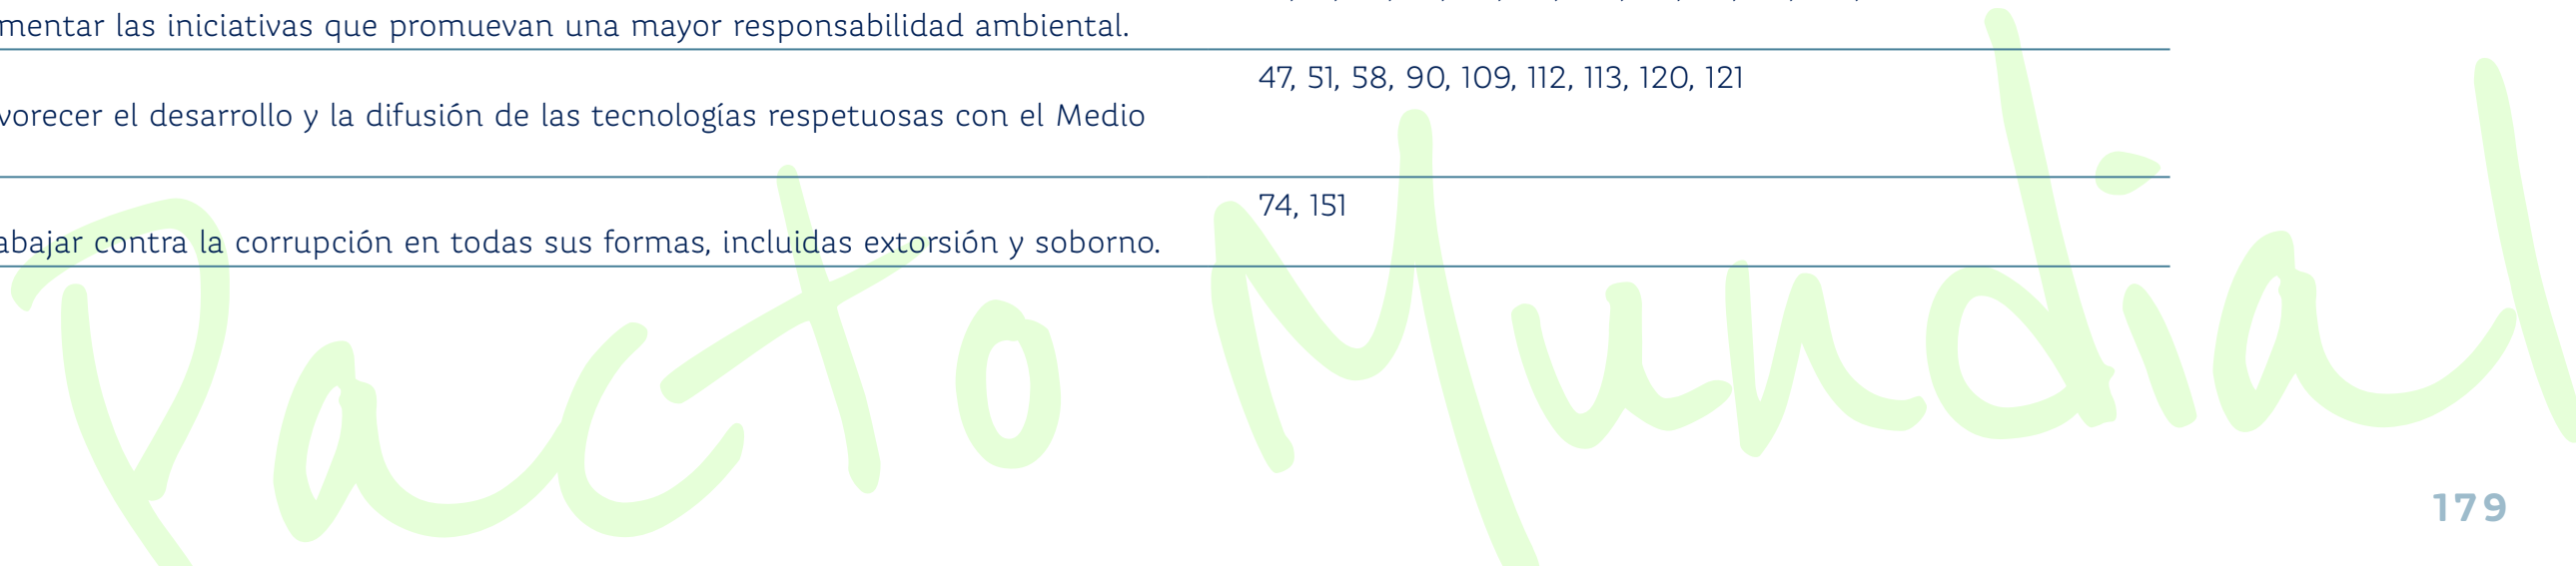 mentar las iniciativas que promuevan una mayor responsabilidad ambiental.
47, 51, 58, 90, 109, 112, 113, 120, 121
vorecer el desarrollo y la difusión de las tecnologías respetuosas con el Medio
74, 151
abajar contra la corrupción en todas sus formas, incluidas extorsión y soborno.
Pacto Mundial
179